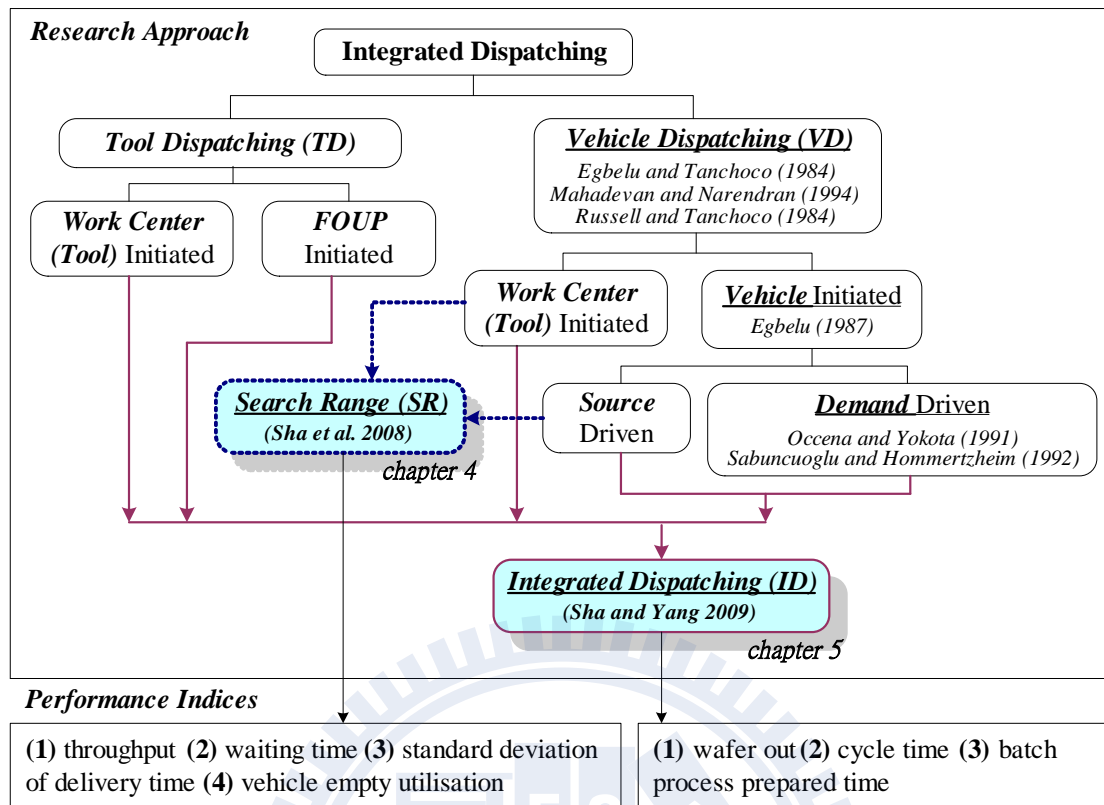 Research Approach
Integrated Dispatching
Tool Dispatching (TD)
Vehicle Dispatching (VD)
Egbelu and Tanchoco (1984)
Mahadevan and Narendran (1994)
Russell and Tanchoco (1984)
Work Center
(Tool) Initiated
FOUP
Initiated
Work Center
(Tool) Initiated
Vehicle Initiated
Egbelu (1987)
Search Range (SR)
(Sha et al. 2008)
chapter 4
Source
Driven
Demand Driven
Occena and Yokota (1991)
Sabuncuoglu and Hommertzheim (1992)
Integrated Dispatching (ID)
(Sha and Yang 2009)
chapter 5
Performance Indices
(1) throughput (2) waiting time (3) standard deviation
of delivery time (4) vehicle empty utilisation
(1) wafer out (2) cycle time (3) batch
process prepared time